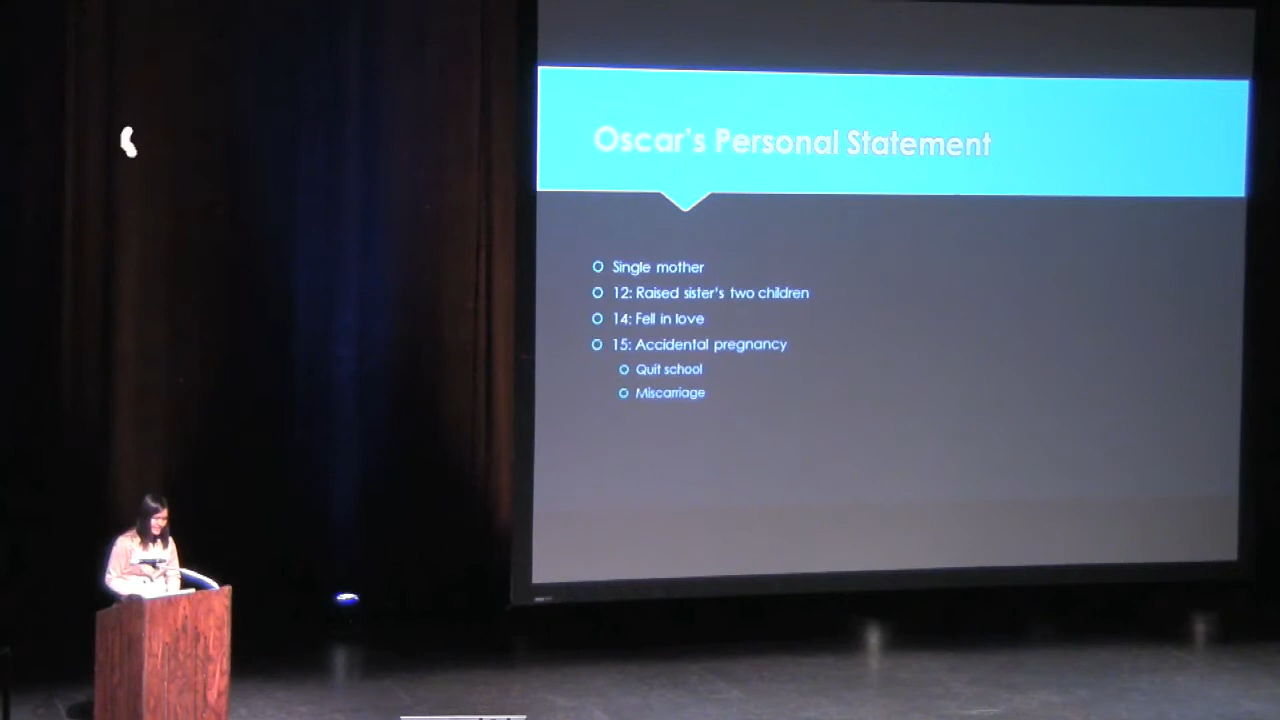 Oscar's Personal Statement
Single mother
12: Raised sister's two children
14: Fell in love
15: Accidental pregnancy
Quit school
Miscarriage